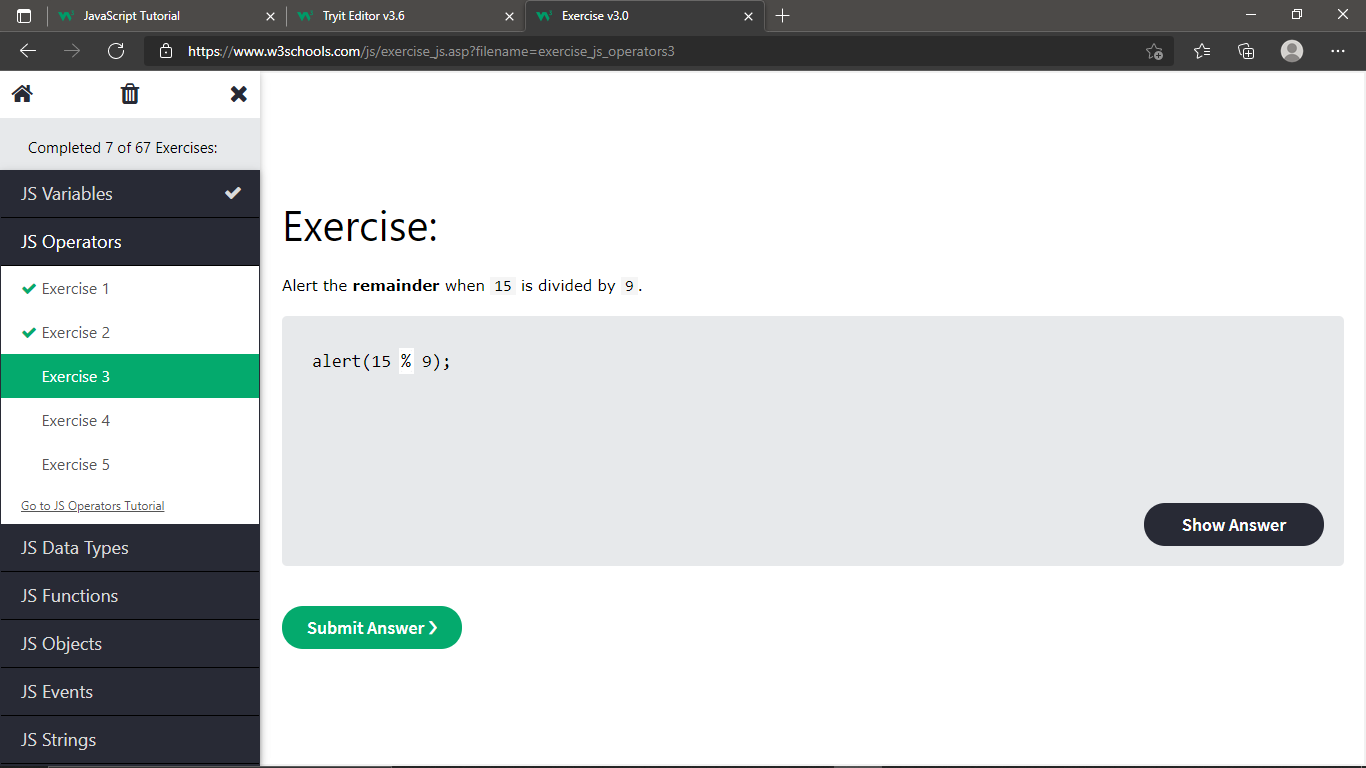 JavaScript Tutorial
Tryit Editor v3.6
Exercise v3.0
https://www.w3schools.com/js/exercise_js.asp?filename=exercise_js_operators3
Completed 7 of 67 Exercises:
JS Variables
JS Operators
Exercise 1
Exercise 2
Exercise 3
Exercise 4
Exercise 5
Go to JS Operators Tutorial
JS Data Types
JS Functions
JS Objects
JS Events
JS Strings
Exercise:
Alert the remainder when 15 is divided by 9.
alert(15 % 9);
Show Answer
Submit Answer ❯